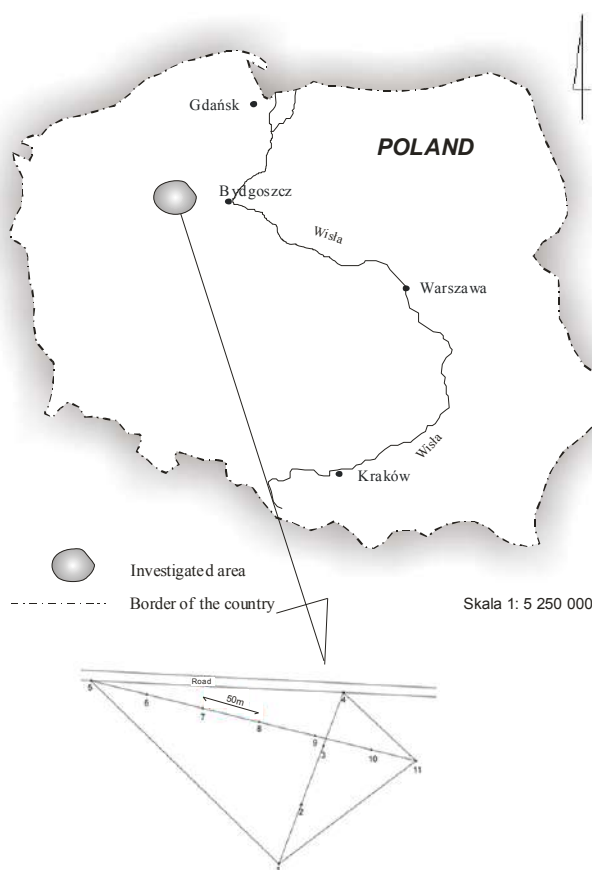 Gdańsk
POLAND
Bydgoszcz
Wisła
Warszawa
Wisła
Kraków
Investigated area
Border of the country
Skala 1: 5 250 000
Road
5
4
6
50m
7
8
9
3
10
11
2